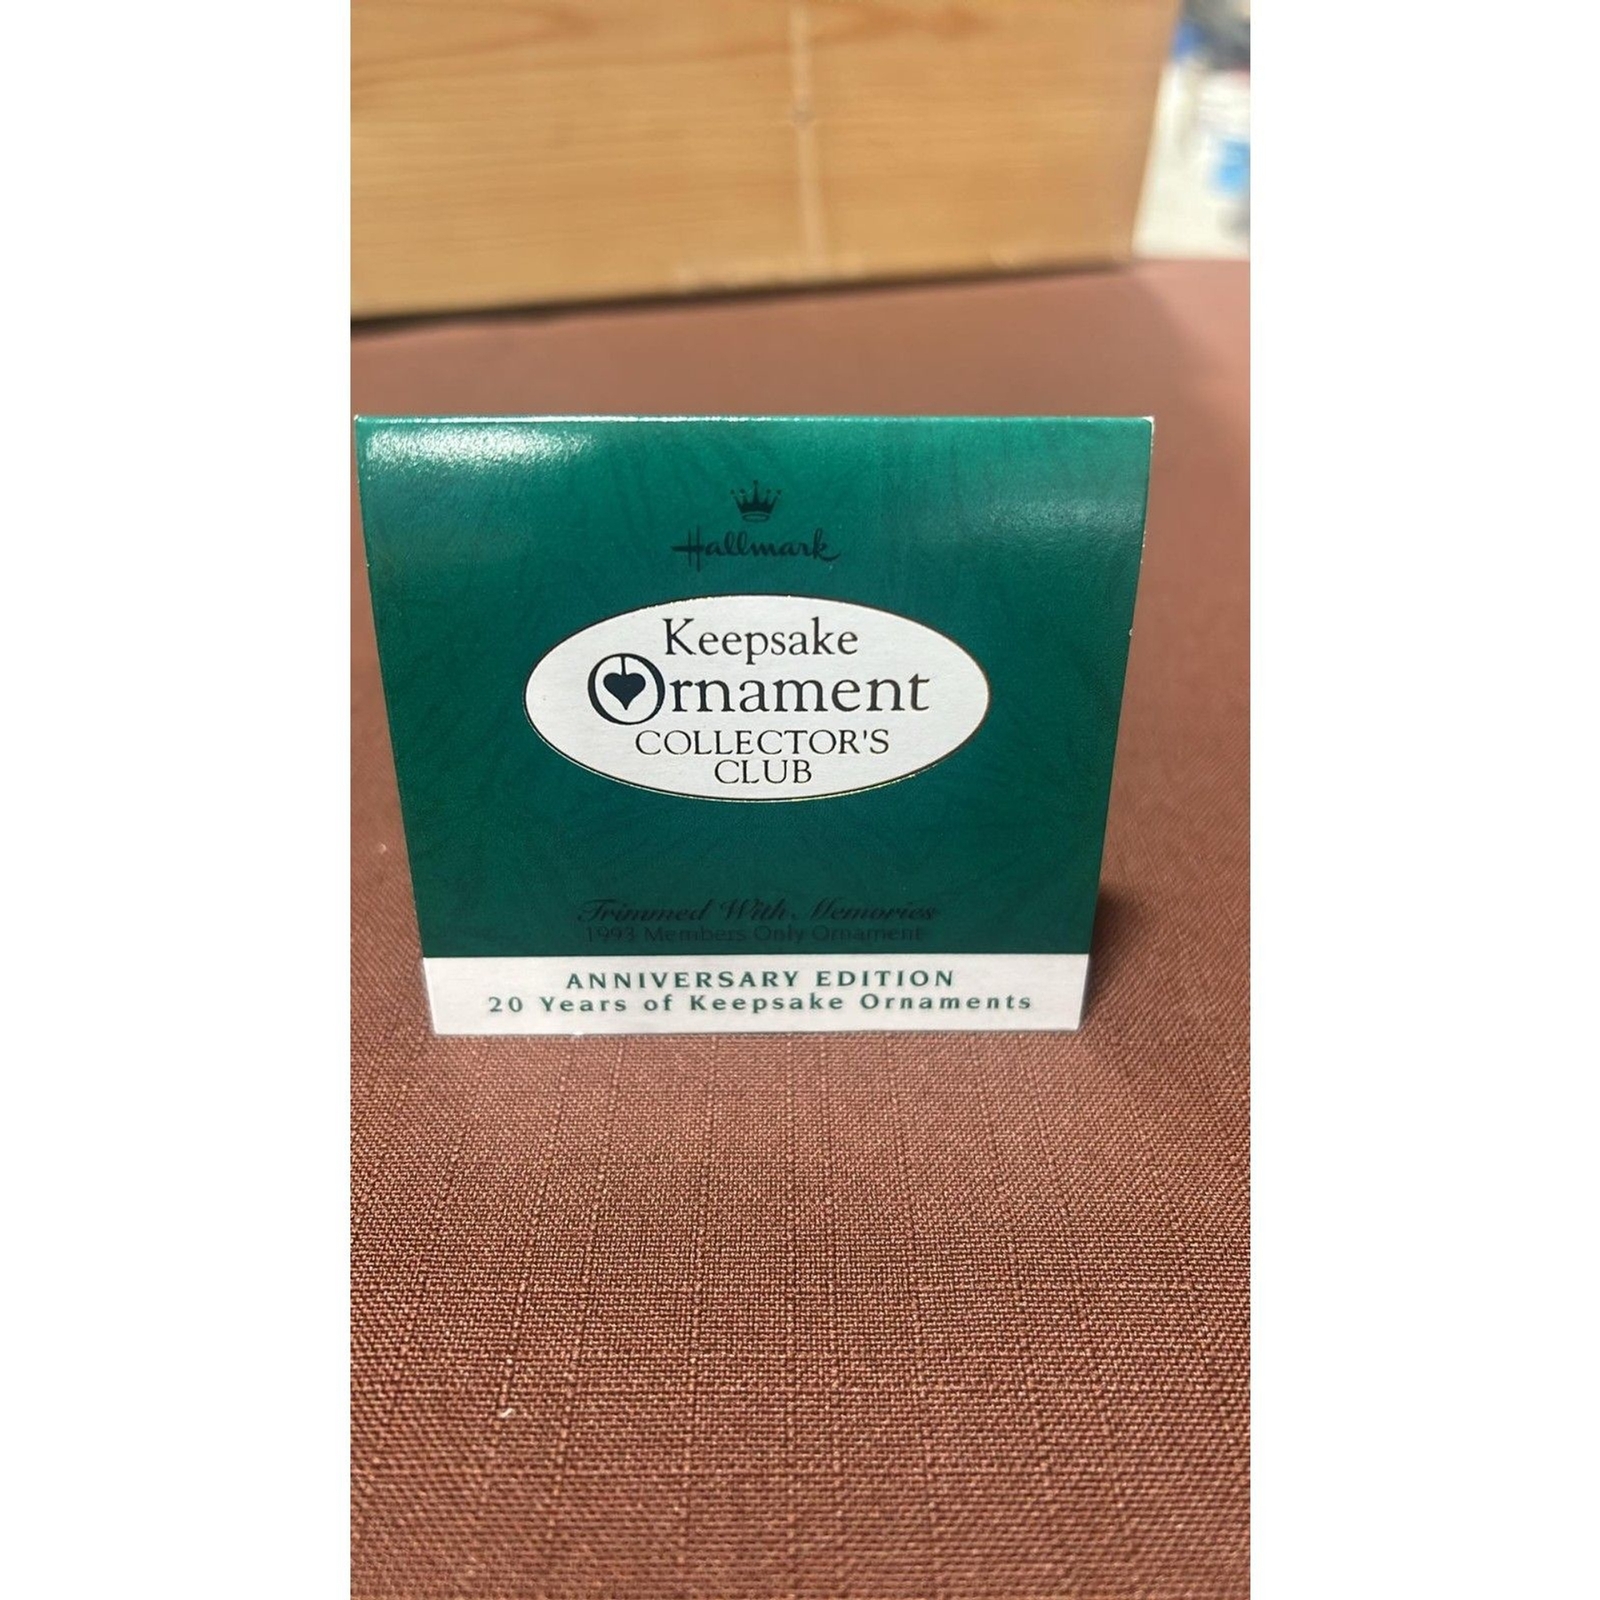 Hallmark
Keepsake
Ornament
COLLECTOR'S
CLUB
Trimmed With Memories
1993 Members Only Ornament
ANNIVERSARY EDITION
20 Years of Keepsake Ornaments